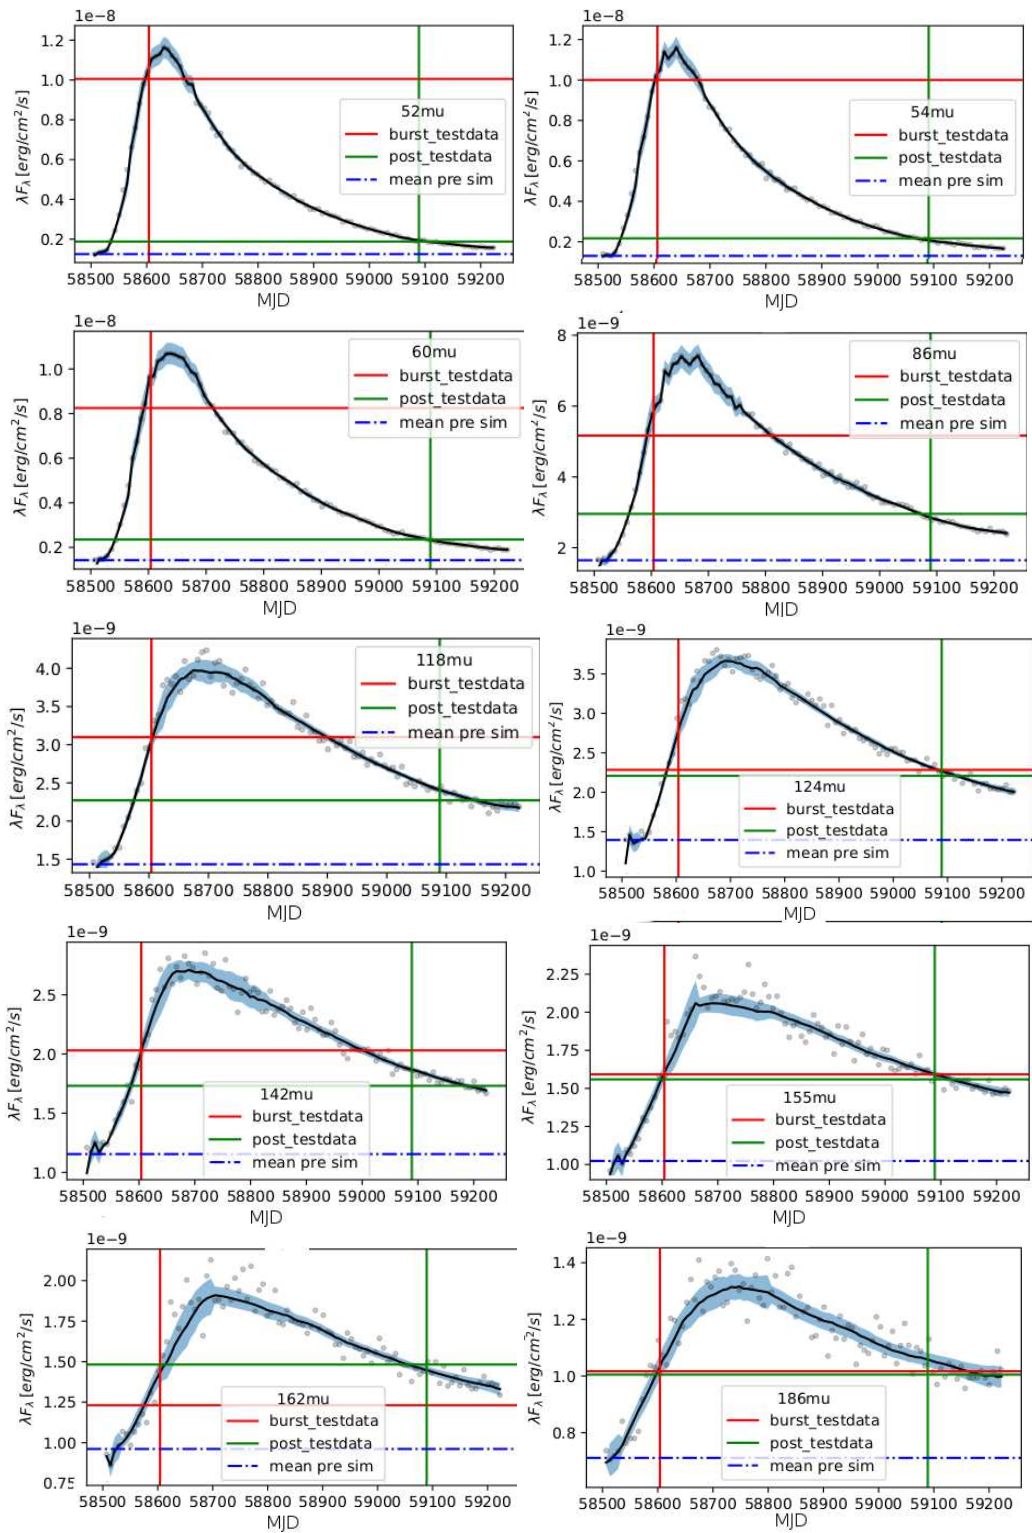 1e−8
1.2
1.0
0.8
0.6
0.4
0.2
λFλ [erg/cm²/s]
52mu
burst_testdata
post_testdata
mean pre sim
58500 58600 58700 58800 58900 59000 59100 59200
MJD
1e−8
1.2
1.0
0.8
0.6
0.4
0.2
λFλ [erg/cm²/s]
54mu
burst_testdata
post_testdata
mean pre sim
58500 58600 58700 58800 58900 59000 59100 59200
MJD
1e−8
1.0
0.8
0.6
0.4
0.2
λFλ [erg/cm²/s]
60mu
burst_testdata
post_testdata
mean pre sim
58500 58600 58700 58800 58900 59000 59100 59200
MJD
1e−9
8
6
4
2
λFλ [erg/cm²/s]
86mu
burst_testdata
post_testdata
mean pre sim
58500 58600 58700 58800 58900 59000 59100 59200
MJD
1e−9
4.0
3.5
3.0
2.5
2.0
1.5
λFλ [erg/cm²/s]
118mu
burst_testdata
post_testdata
mean pre sim
58500 58600 58700 58800 58900 59000 59100 59200
MJD
1e−9
3.5
3.0
2.5
2.0
1.5
1.0
λFλ [erg/cm²/s]
124mu
burst_testdata
post_testdata
mean pre sim
58500 58600 58700 58800 58900 59000 59100 59200
MJD
1e−9
2.5
2.0
1.5
1.0
λFλ [erg/cm²/s]
142mu
burst_testdata
post_testdata
mean pre sim
58500 58600 58700 58800 58900 59000 59100 59200
MJD
1e−9
2.25
2.00
1.75
1.50
1.25
1.00
λFλ [erg/cm²/s]
155mu
burst_testdata
post_testdata
mean pre sim
58500 58600 58700 58800 58900 59000 59100 59200
MJD
1e−9
2.00
1.75
1.50
1.25
1.00
0.75
λFλ [erg/cm²/s]
162mu
burst_testdata
post_testdata
mean pre sim
58500 58600 58700 58800 58900 59000 59100 59200
MJD
1e−9
1.4
1.2
1.0
0.8
λFλ [erg/cm²/s]
186mu
burst_testdata
post_testdata
mean pre sim
58500 58600 58700 58800 58900 59000 59100 59200
MJD